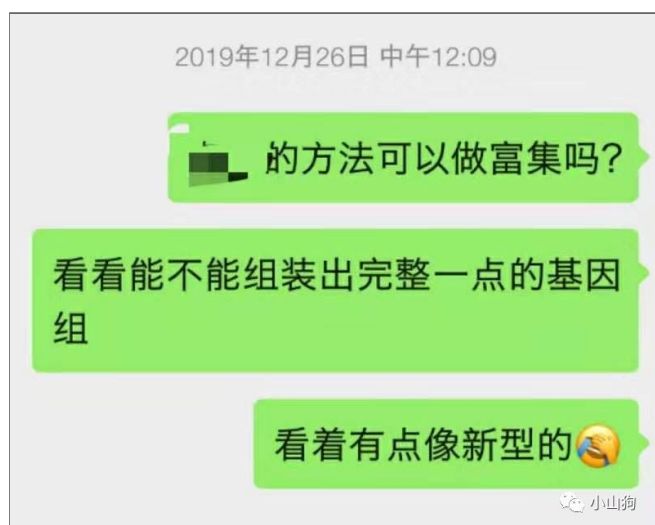 2019年12月26日 中午12:09
的方法可以做富集吗?
看看能不能组装出完整一点的基因
组
看着有点像新型的
小山狗